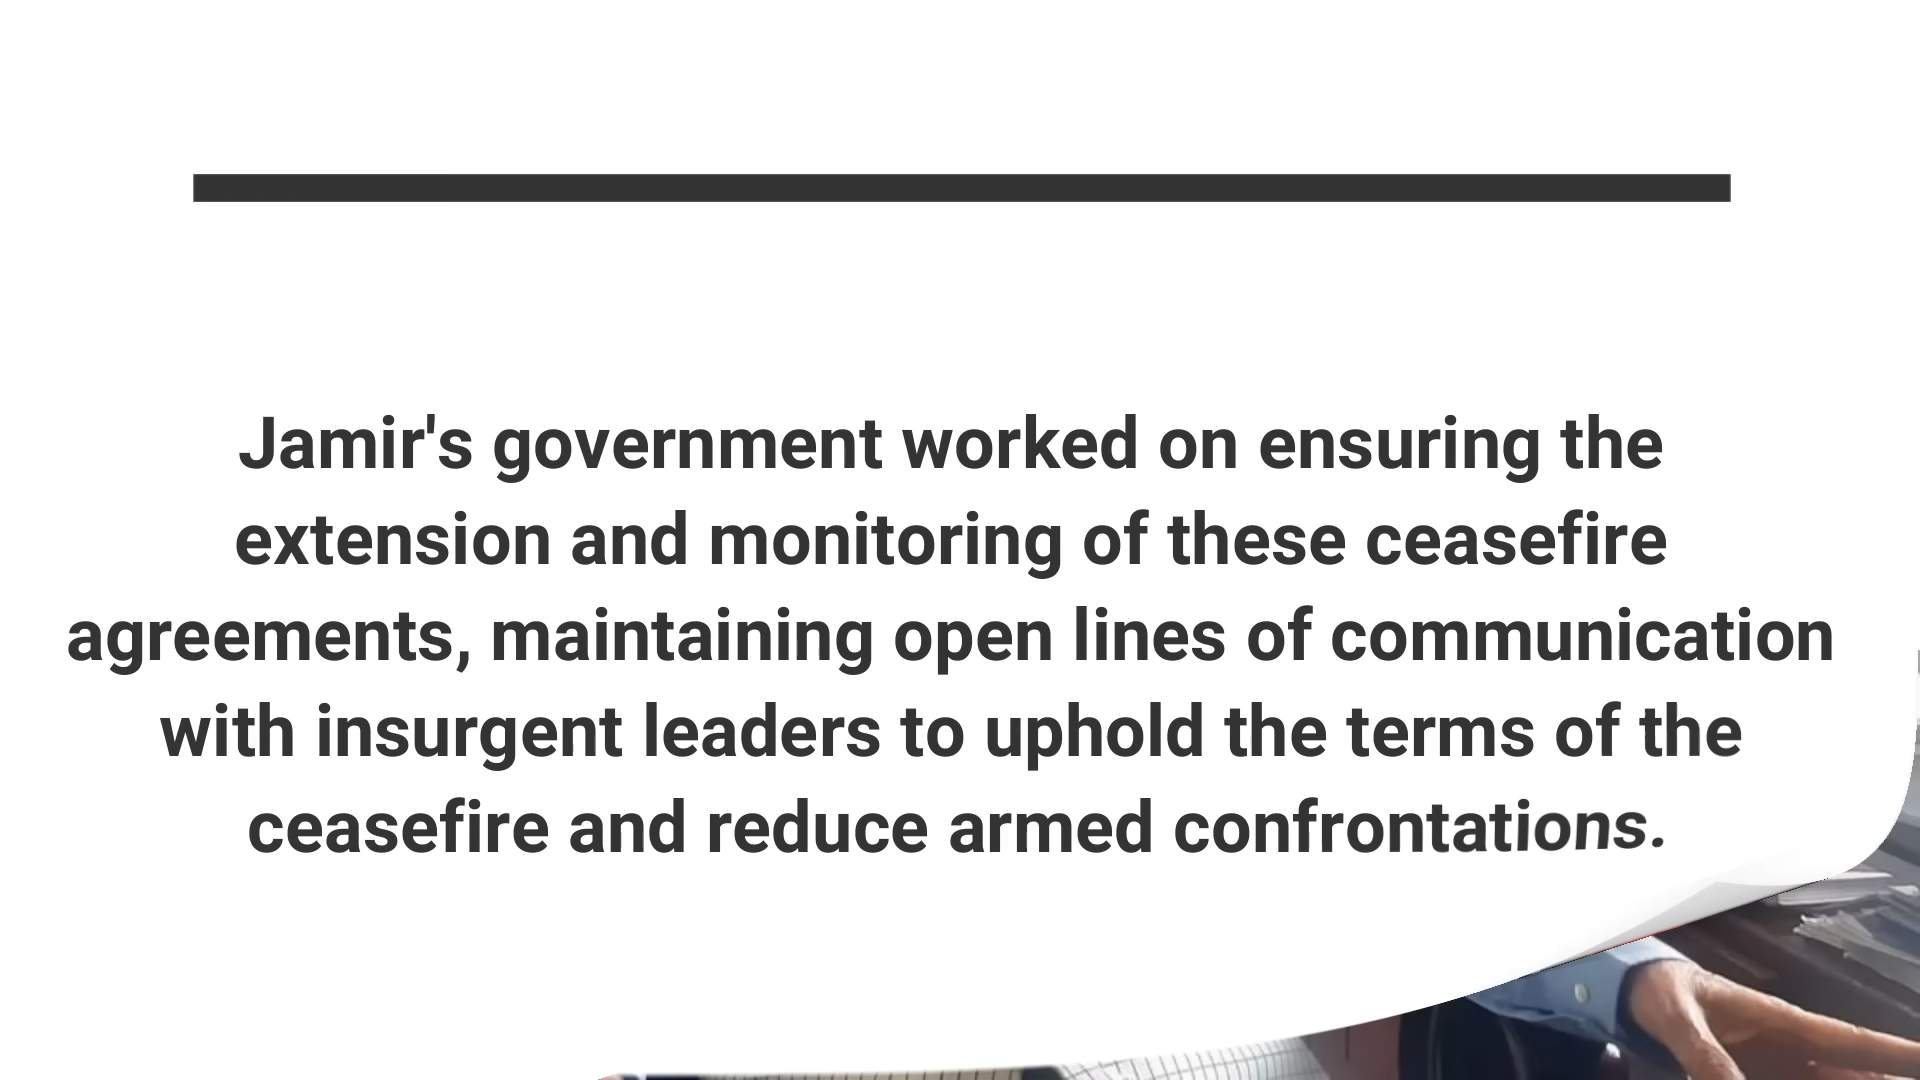 Jamir's government worked on ensuring the
extension and monitoring of these ceasefire
agreements, maintaining open lines of communication
with insurgent leaders to uphold the terms of the
ceasefire and reduce armed confrontations.